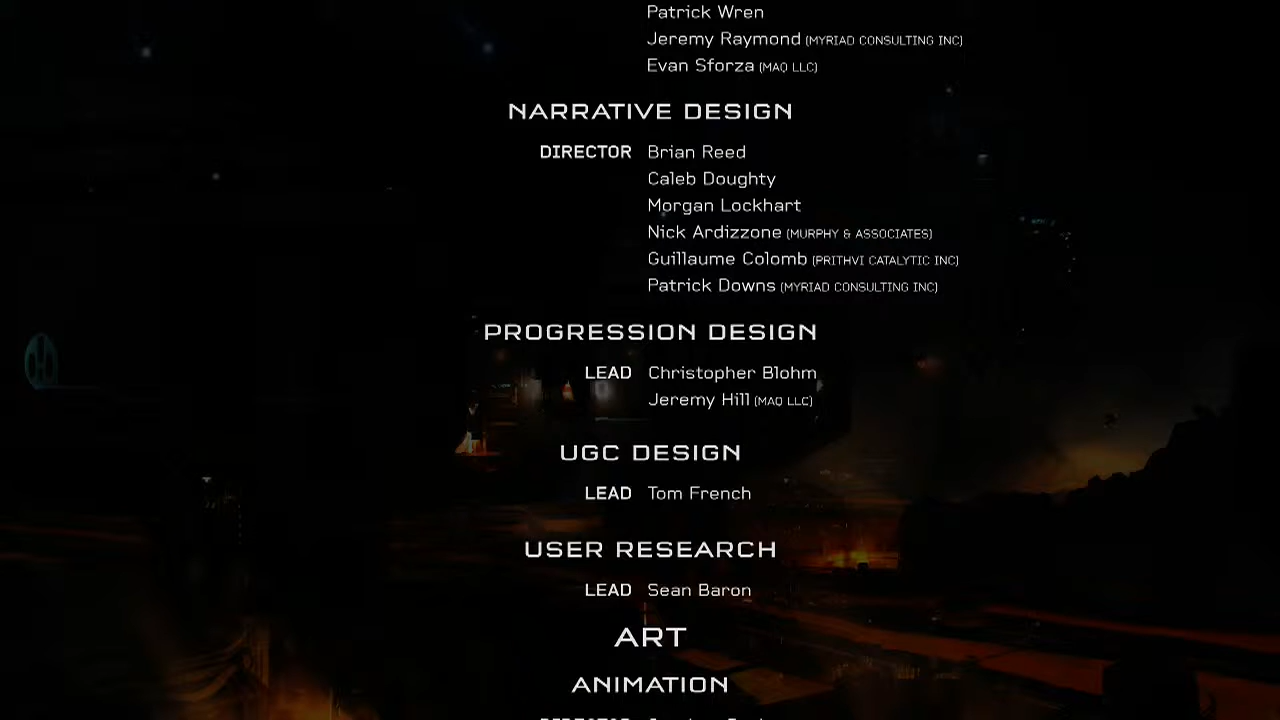 Patrick Wren
Jeremy Raymond (MYRIAD CONSULTING INC)
Evan Sforza (MAQ LLC)
NARRATIVE DESIGN
DIRECTOR Brian Reed
Caleb Doughty
Morgan Lockhart
Nick Ardizzone (MURPHY & ASSOCIATES)
Guillaume Colomb (PRITHVI CATALYTIC INC)
Patrick Downs (MYRIAD CONSULTING INC)
PROGRESSION DESIGN
LEAD Christopher Blohm
Jeremy Hill (MAQ LLC)
UGC DESIGN
LEAD Tom French
USER RESEARCH
LEAD Sean Baron
ART
ANIMATION